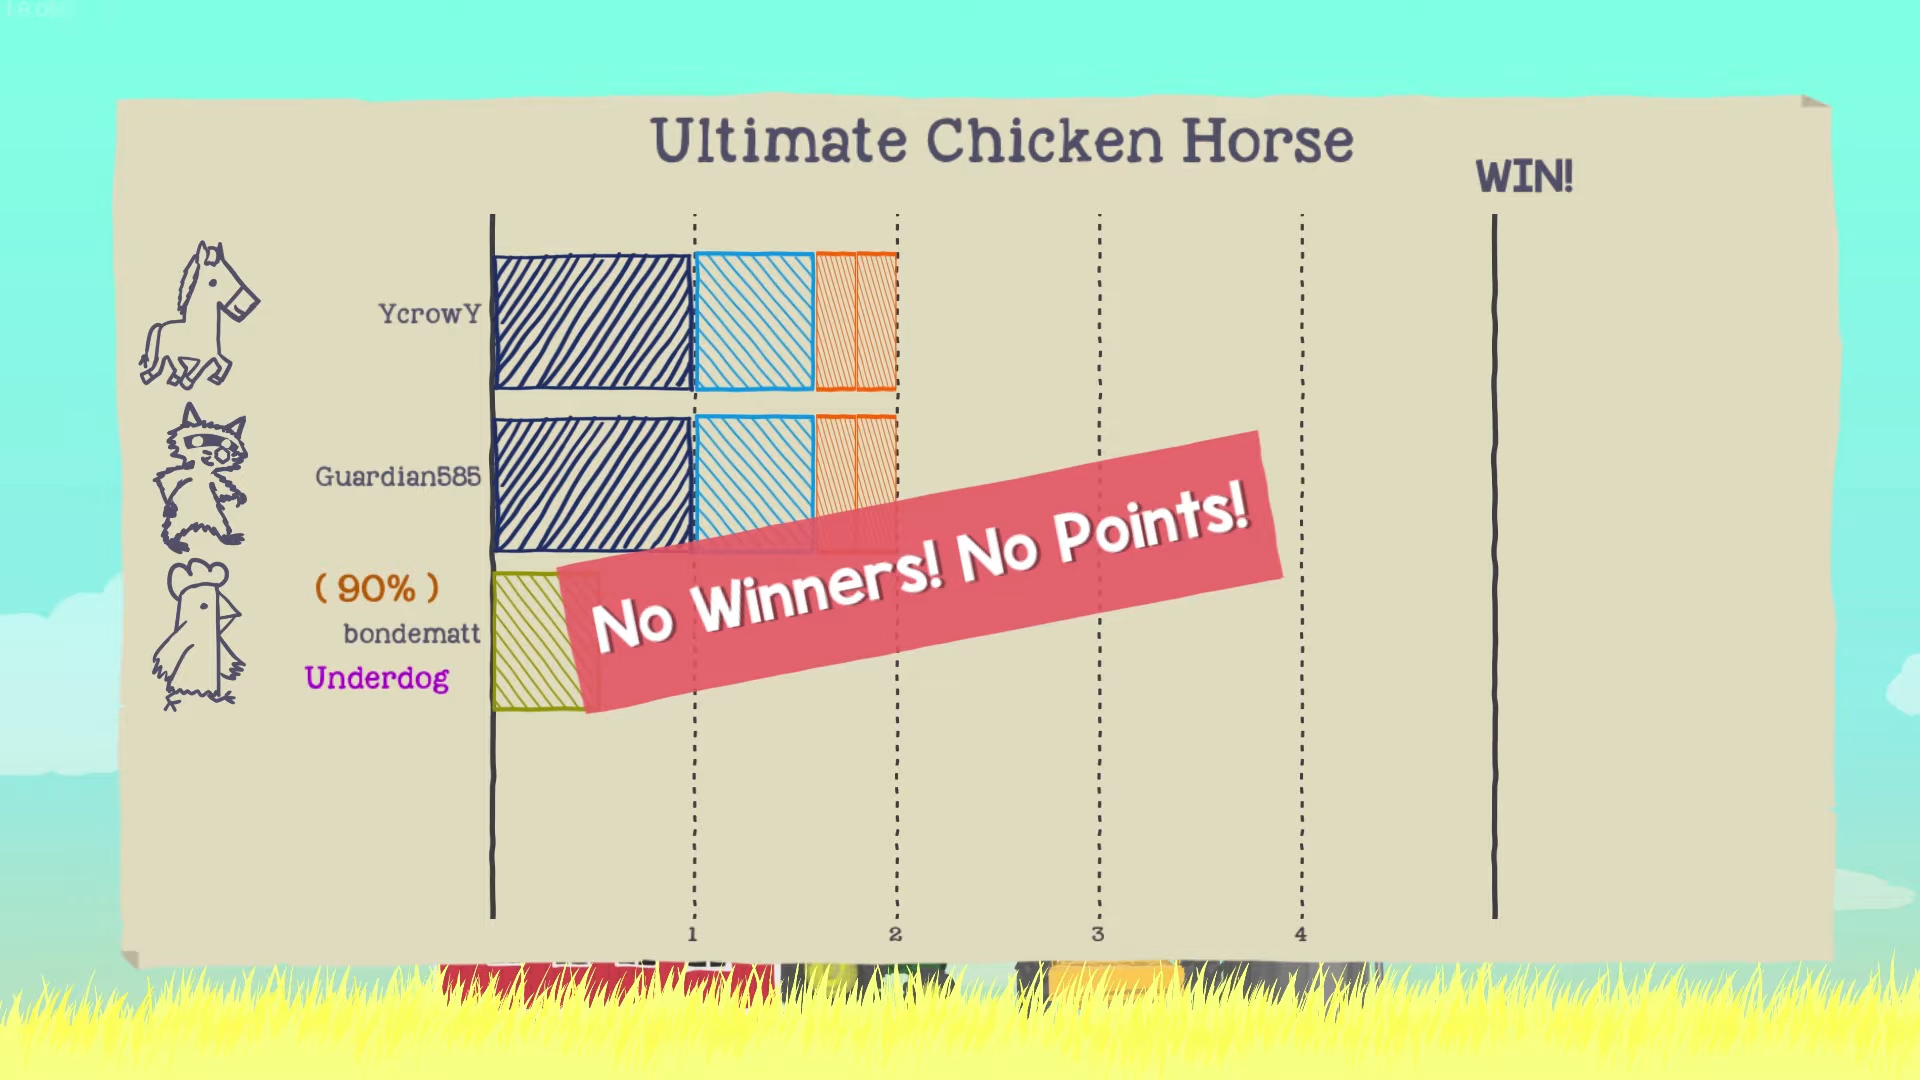 Ultimate Chicken Horse
WIN!
YcrowY
Guardian585
( 90% )
bondematt
Underdog
No Winners! No Points!
1 2 3 4